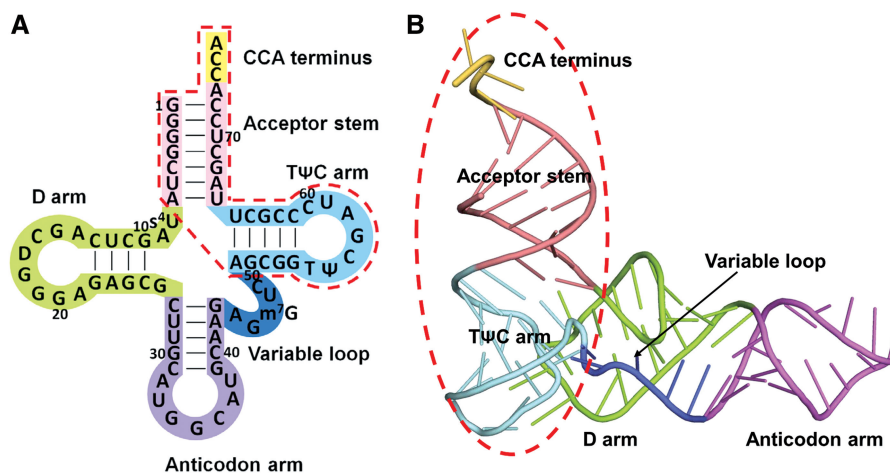 A
B
A
C
C
CCA terminus
A
1 G C
G C
G U 70
G C
C G
U A
A U
Acceptor stem
TΨC arm
D arm
60
10 S⁴ U
C G A C U C G A
U C G C C C U A G C
D
G
G G A G A G C G
A G C G G T Ψ
20
50
C U
A G m⁷G
Variable loop
C G
U A
U A
G C
C G
30
40
A U
U A
G G C
Anticodon arm
CCA terminus
Acceptor stem
Variable loop
TΨC arm
D arm
Anticodon arm